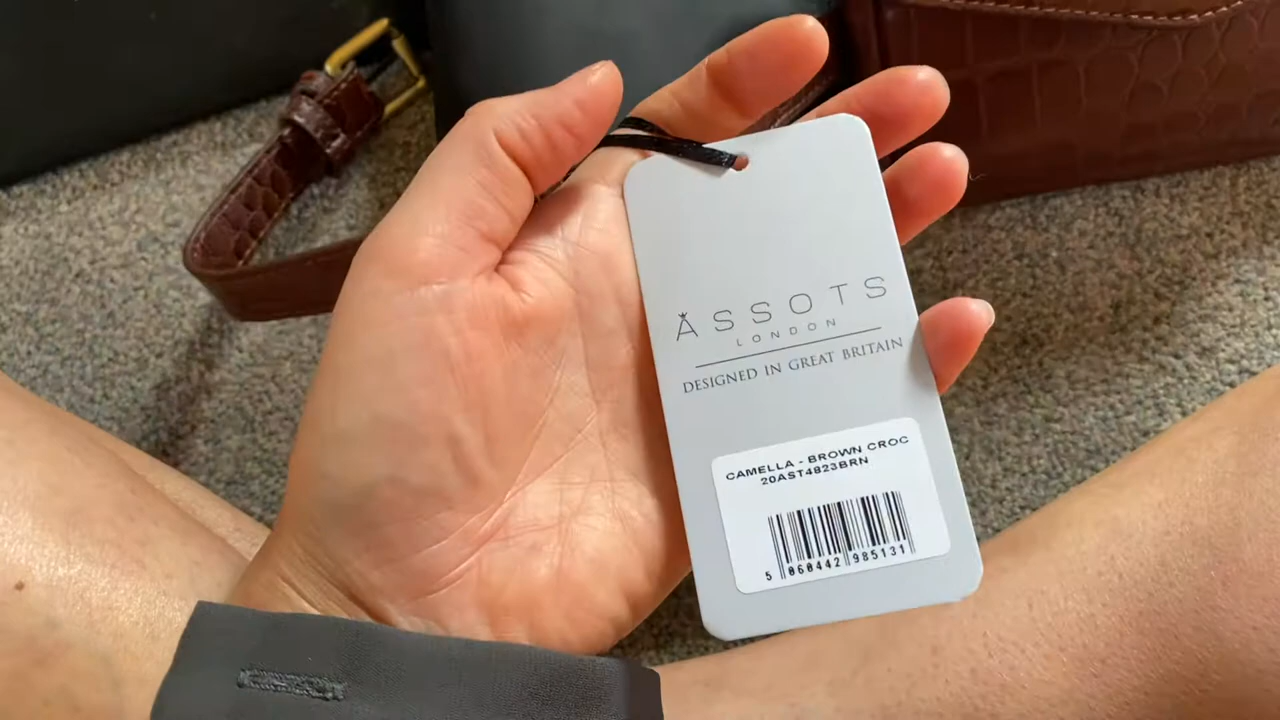 ASSOTS
LONDON
DESIGNED IN GREAT BRITAIN
CAMELLA - BROWN CROC
20AST4823BRN
5 060442 985131